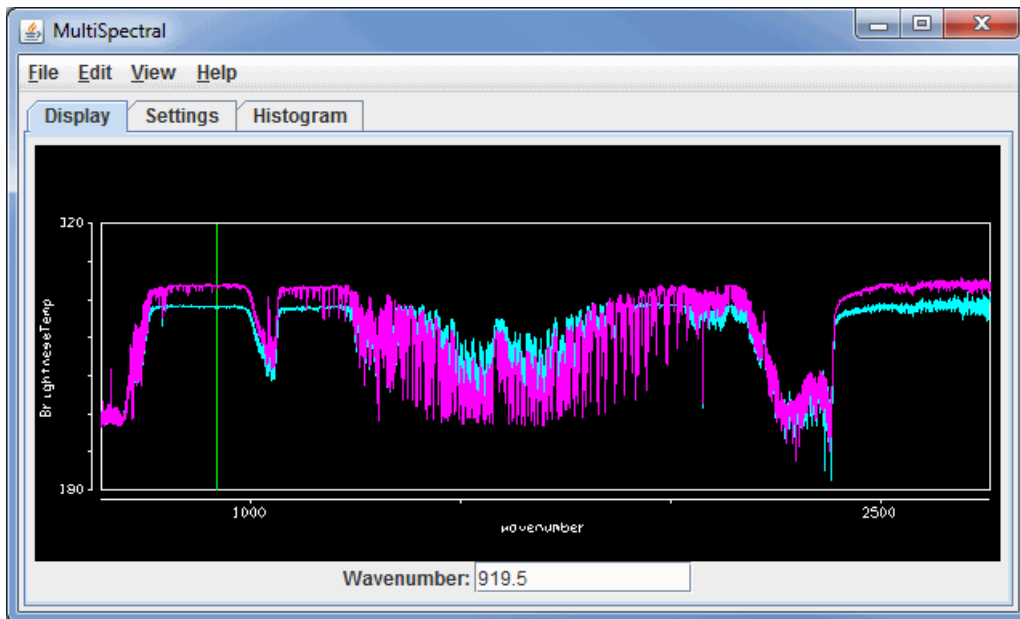 MultiSpectral
File Edit View Help
Display Settings Histogram
120
BrightnessTemp
190
1000
2500
wavenumber
Wavenumber: 919.5